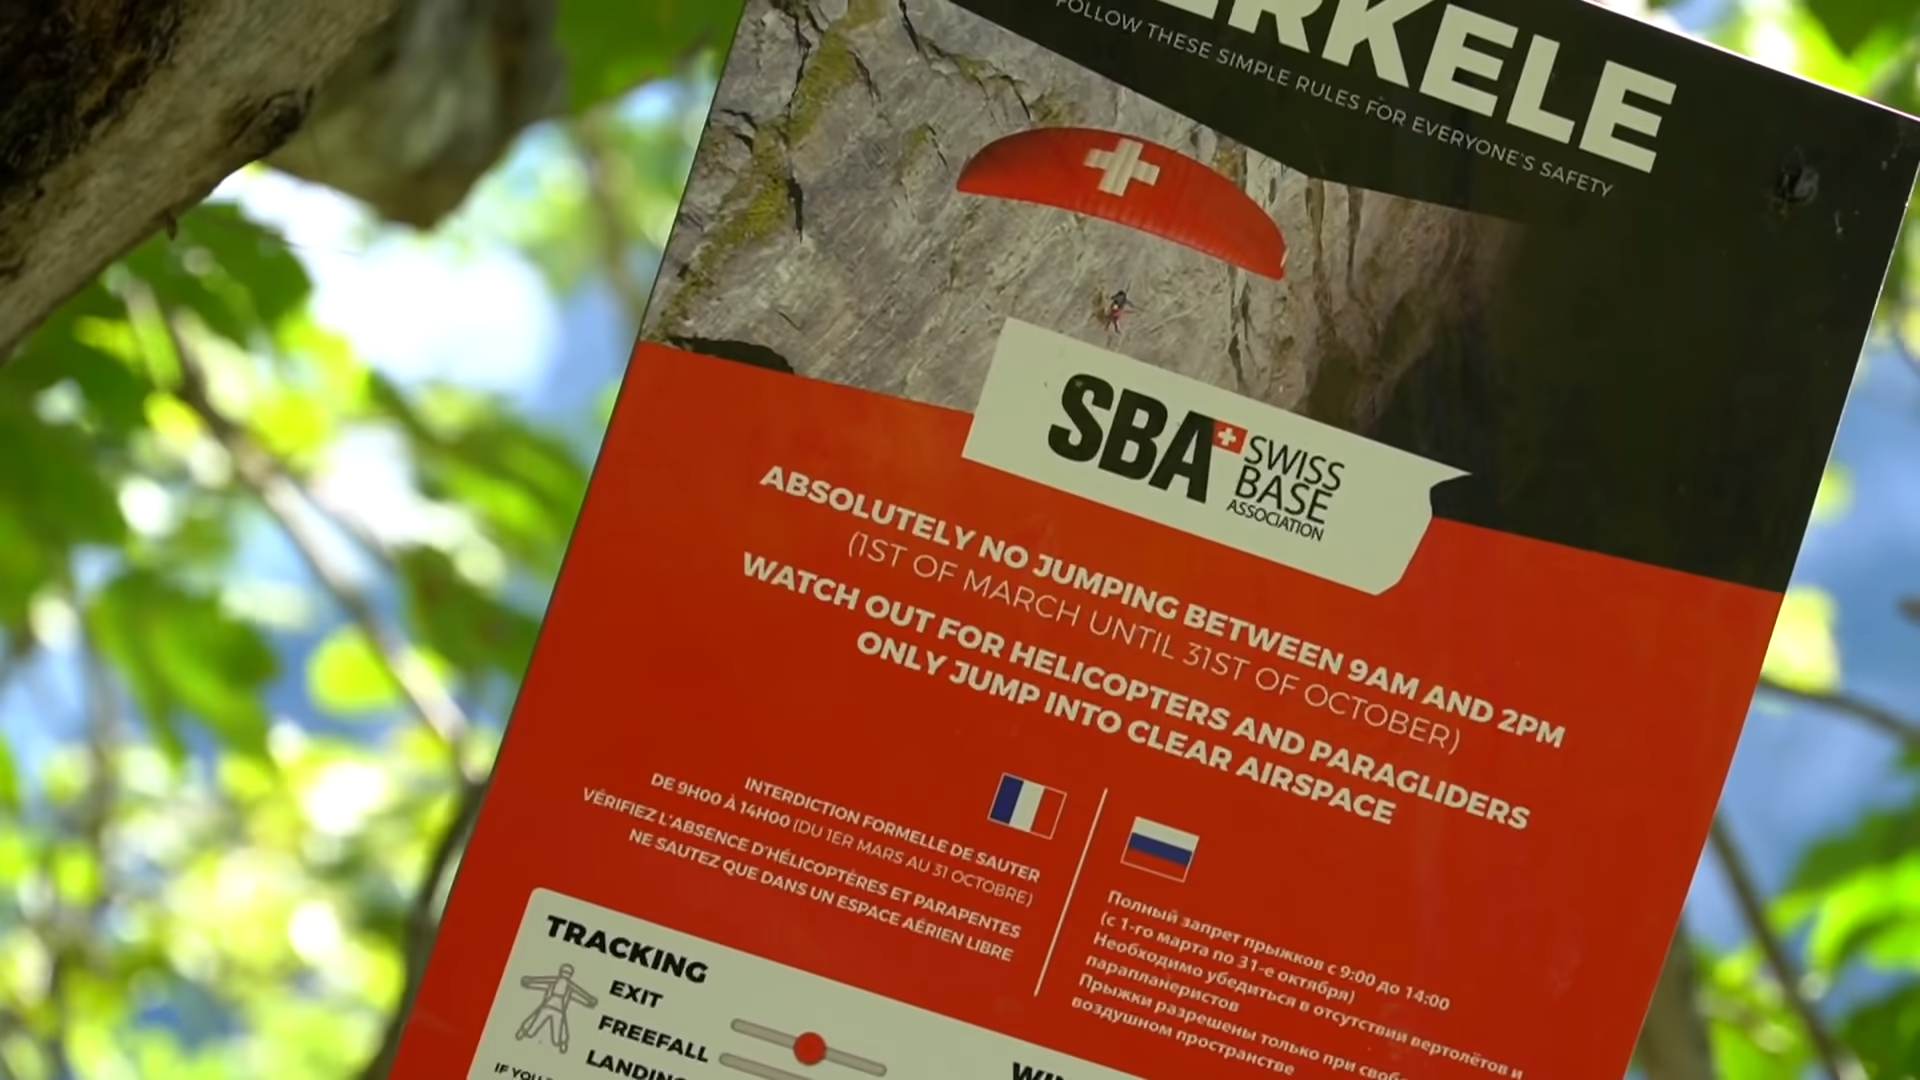 ERKELE
FOLLOW THESE SIMPLE RULES FOR EVERYONE'S SAFETY
SBA SWISS
BASE
ASSOCIATION
ABSOLUTELY NO JUMPING BETWEEN 9AM AND 2PM
(1ST OF MARCH UNTIL 31ST OF OCTOBER)
WATCH OUT FOR HELICOPTERS AND PARAGLIDERS
ONLY JUMP INTO CLEAR AIRSPACE
INTERDICTION FORMELLE DE SAUTER
DE 9H00 À 14H00 (DU 1ER MARS AU 31 OCTOBRE)
VÉRIFIEZ L'ABSENCE D'HÉLICOPTÈRES ET PARAPENTES
NE SAUTEZ QUE DANS UN ESPACE AÉRIEN LIBRE
Полный запрет прыжков с 9:00 до 14:00
(с 1-го марта по 31-е октября)
Необходимо убедиться в отсутствии вертолётов и
парапланеристов
Прыжки разрешены только при
воздушном пространстве
TRACKING
EXIT
FREEFALL
LANDING
IF YOU